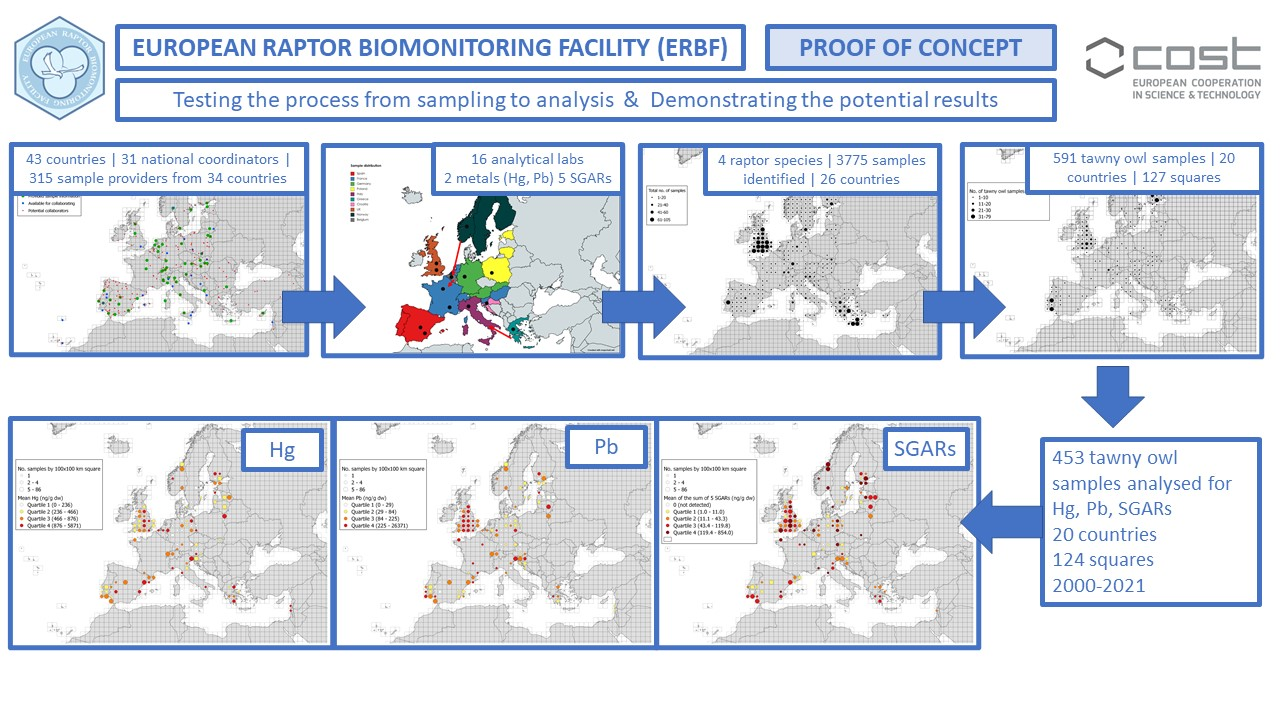 EUROPEAN RAPTOR BIOMONITORING FACILITY
EUROPEAN RAPTOR BIOMONITORING FACILITY (ERBF)
PROOF OF CONCEPT
Testing the process from sampling to analysis & Demonstrating the potential results
cost
EUROPEAN COOPERATION
IN SCIENCE & TECHNOLOGY
43 countries | 31 national coordinators |
315 sample providers from 34 countries
Available for collaborating
Potential collaborators
16 analytical labs
2 metals (Hg, Pb) 5 SGARs
Sample distribution
Spain
France
Germany
Poland
Italy
Greece
Croatia
UK
Norway
Belgium
4 raptor species | 3775 samples
identified | 26 countries
Total no. of samples
1-20
21-40
41-60
61-105
591 tawny owl samples | 20
countries | 127 squares
No. of tawny owl samples
1-10
11-20
21-30
31-79
453 tawny owl
samples analysed for
Hg, Pb, SGARs
20 countries
124 squares
2000-2021
Hg
No. samples by 100x100 km square
1
2 - 4
5 - 86
Mean Hg (ng/g dw)
Quartile 1 (0 - 236)
Quartile 2 (236 - 466)
Quartile 3 (466 - 876)
Quartile 4 (876 - 5871)
Pb
No. samples by 100x100 km square
1
2 - 4
5 - 86
Mean Pb (ng/g dw)
Quartile 1 (0 - 29)
Quartile 2 (29 - 84)
Quartile 3 (84 - 225)
Quartile 4 (225 - 26371)
SGARs
No. samples by 100x100 km square
1
2 - 4
5 - 86
Mean of the sum of 5 SGARs (ng/g dw)
0 (not detected)
Quartile 1 (1.0 - 11.0)
Quartile 2 (11.1 - 43.3)
Quartile 3 (43.4 - 119.8)
Quartile 4 (119.4 - 854.0)